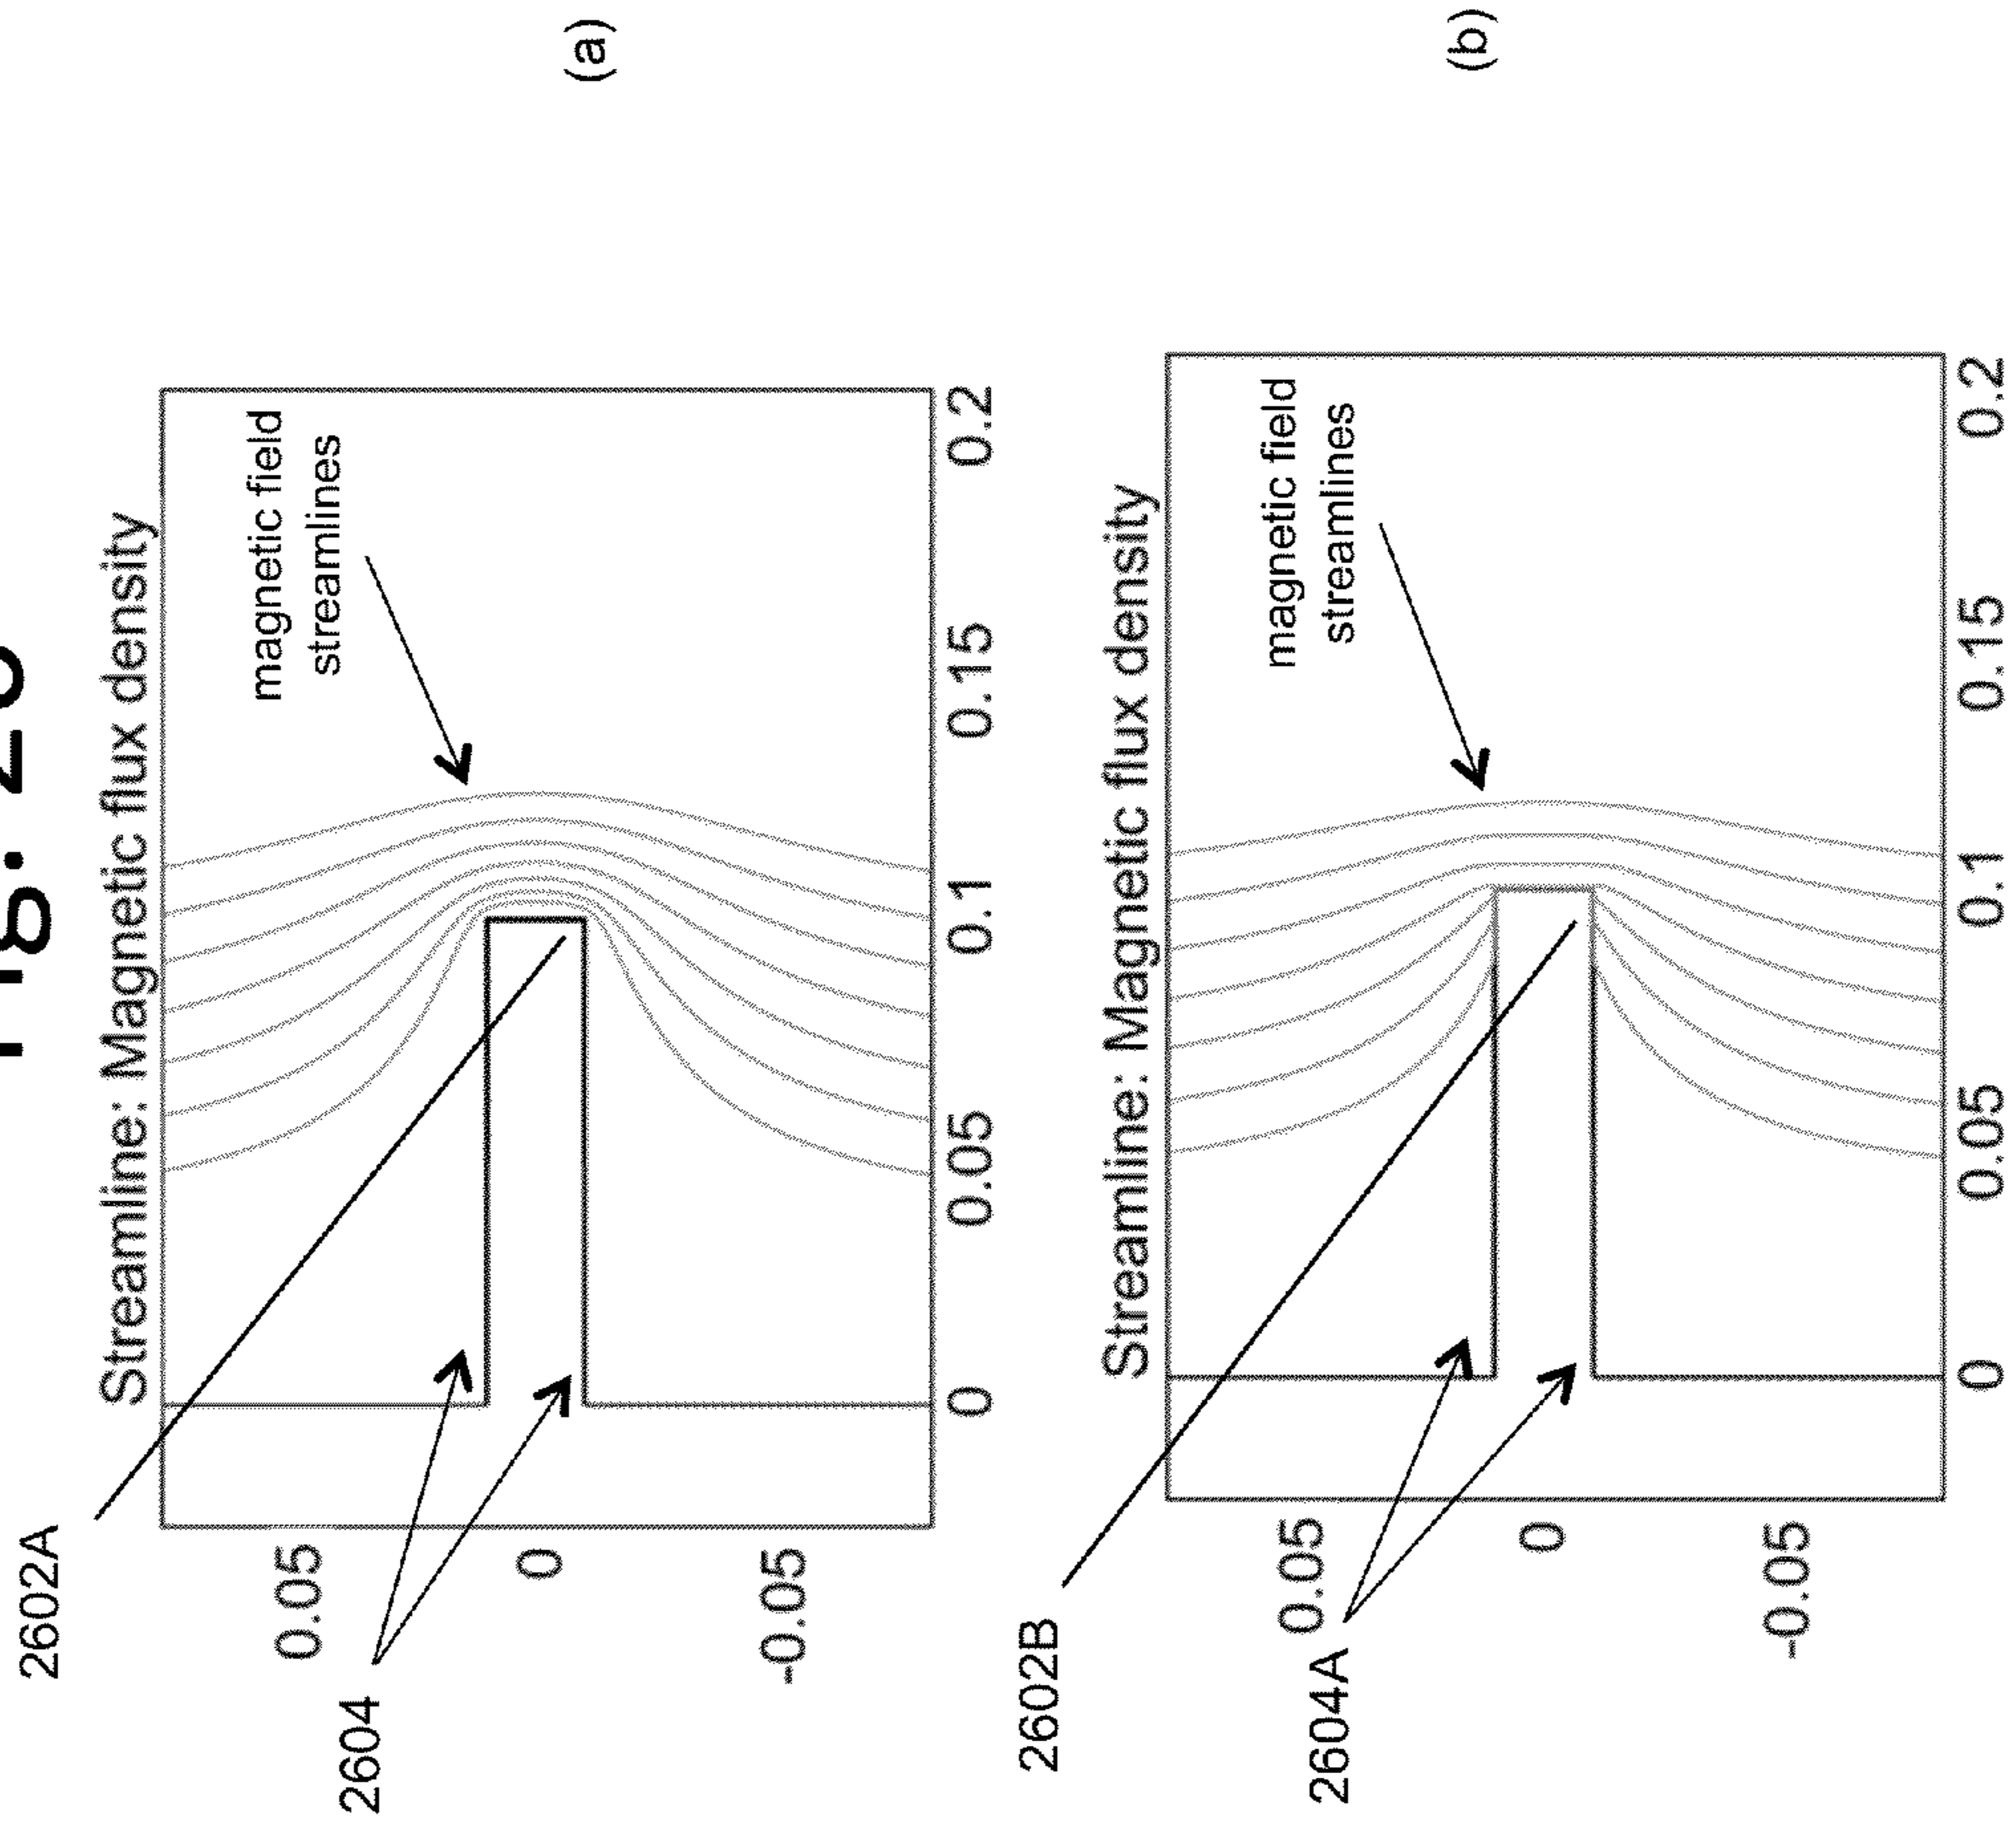 2602A
Streamline: Magnetic flux density
magnetic field
streamlines
2604
0.05
0
-0.05
0
0.05
0.1
0.15
0.2
(a)
2602B
Streamline: Magnetic flux density
magnetic field
streamlines
2604A
0.05
0
-0.05
0
0.05
0.1
0.15
0.2
(b)